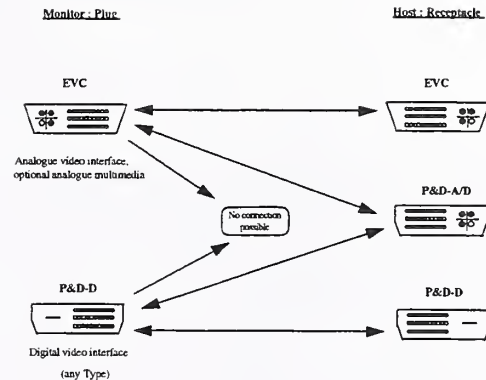 Monitor : Plug
Host : Receptacle
EVC
EVC
Analogue video interface,
optional analogue multimedia
P&D-A/D
No connection
possible
P&D-D
P&D-D
Digital video interface
(any Type)